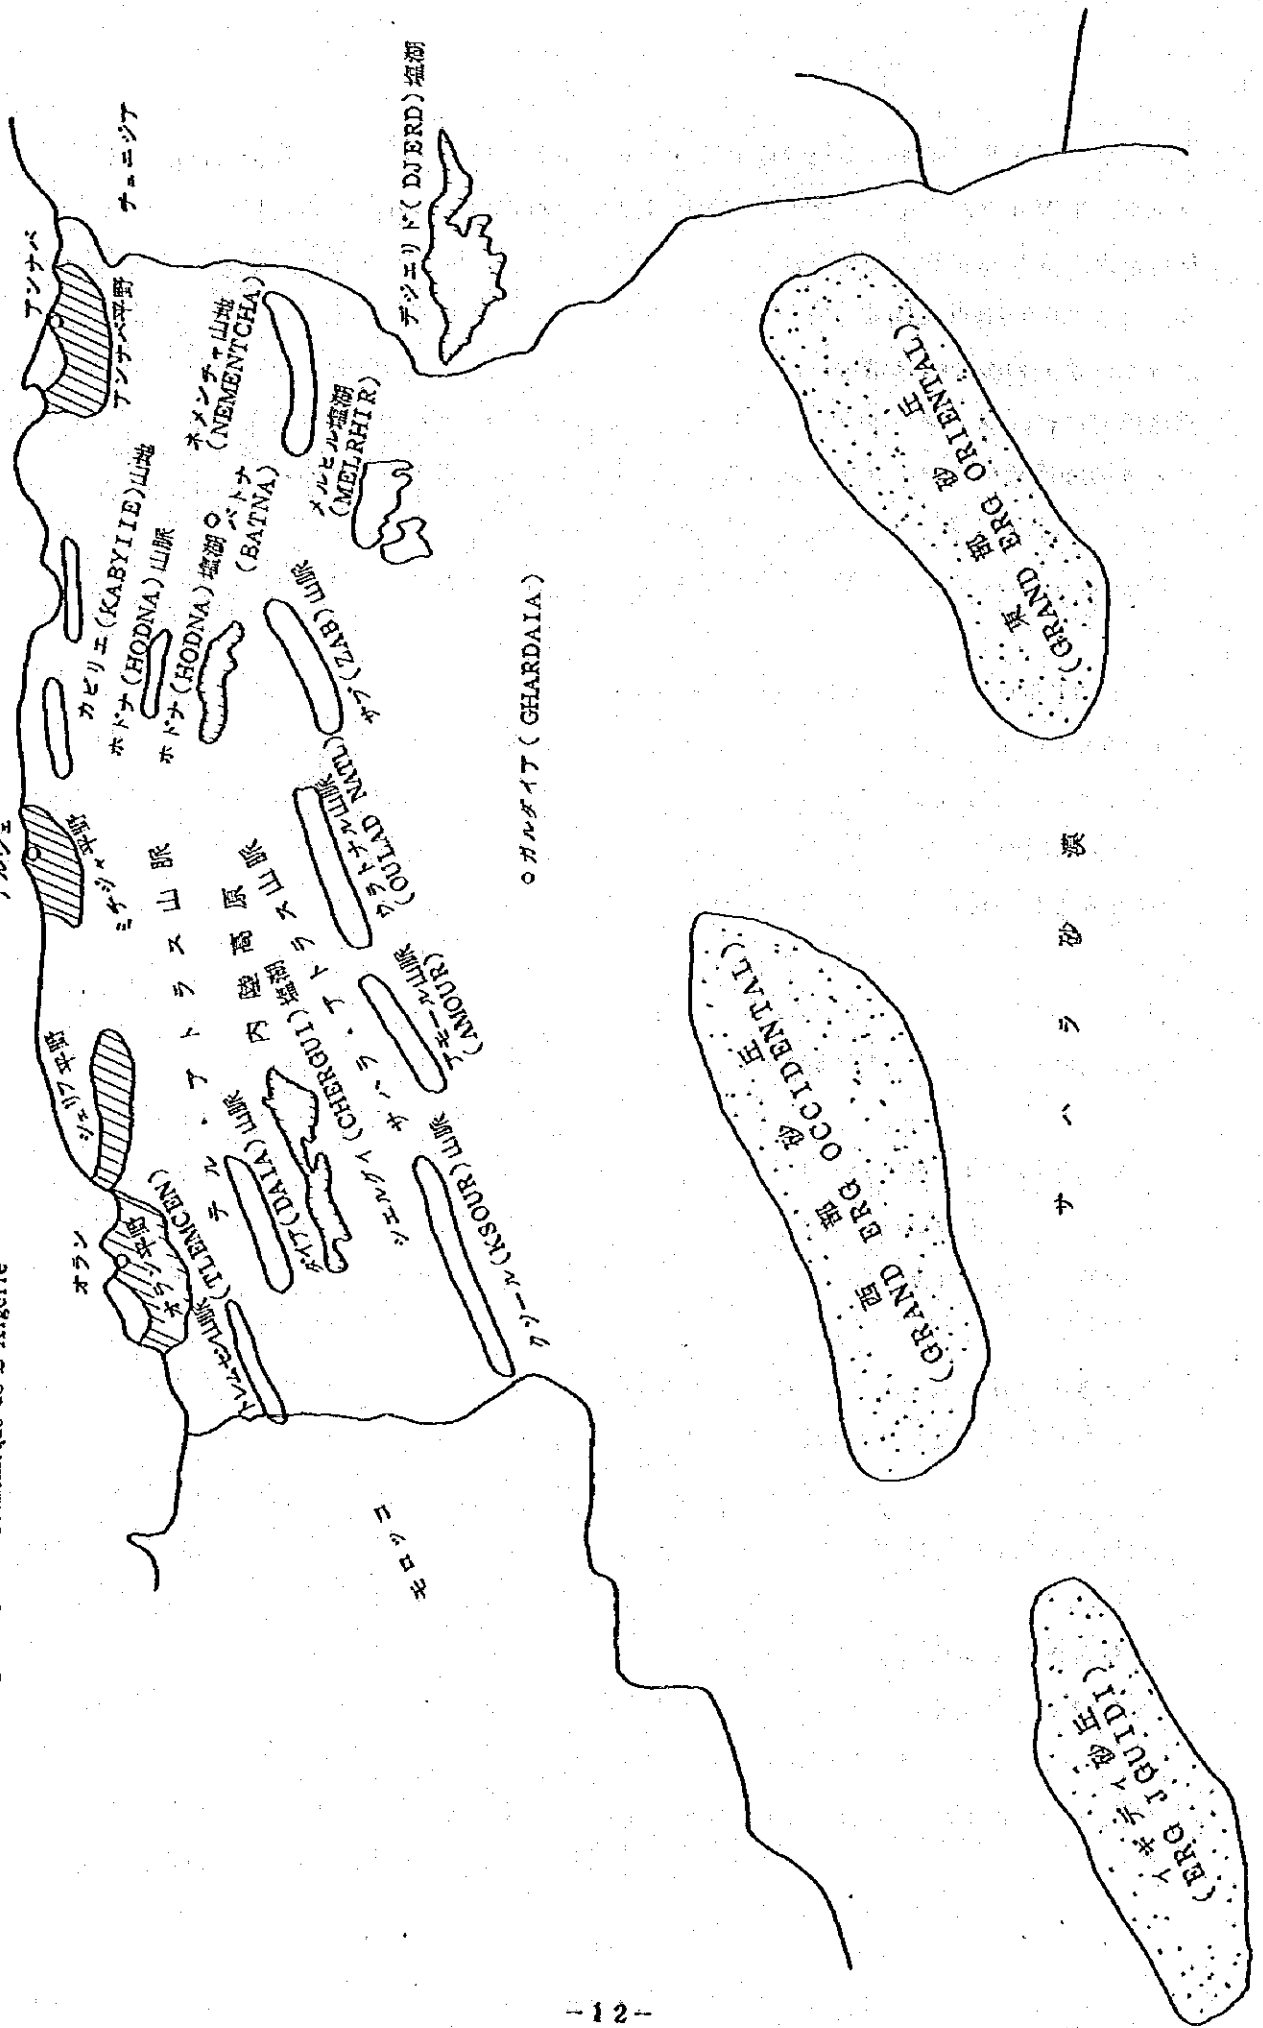 de L'Algérie
アルジェ
アンナバ
チュニジア
アンナバ平野
オラン
シェリフ平野
ミチジャ平野
カビリエ(KABYIIE)山地
ホドナ(HODNA)山脈
ホドナ(HODNA)塩湖
バトナ
(BATNA)
ネメンチャ山地
(NEMENTCHA)
デジェリド(DJERD)塩湖
メルヒル塩湖
(MELRHIR)
オラン平野
トレムセン山脈(TLEMCEN)
テル・アトラス山脈
ダイア(DAIA)山脈
内陸高原
シェルグイ(CHERGUI)塩湖
サハラ・アトラス山脈
ザブ(ZAB)山脈
ウラトナル山脈
(OULAD NATL)
アモール山脈
(AMOUR)
クソール(KSOUR)山脈
ガルダイア(GHARDAIA)
モロッコ
東部砂丘
(GRAND ERG ORIENTAL)
西部砂丘
(GRAND ERG OCCIDENTAL)
サハラ砂漠
イギディ砂丘
(ERG JGUIDI)
-12-